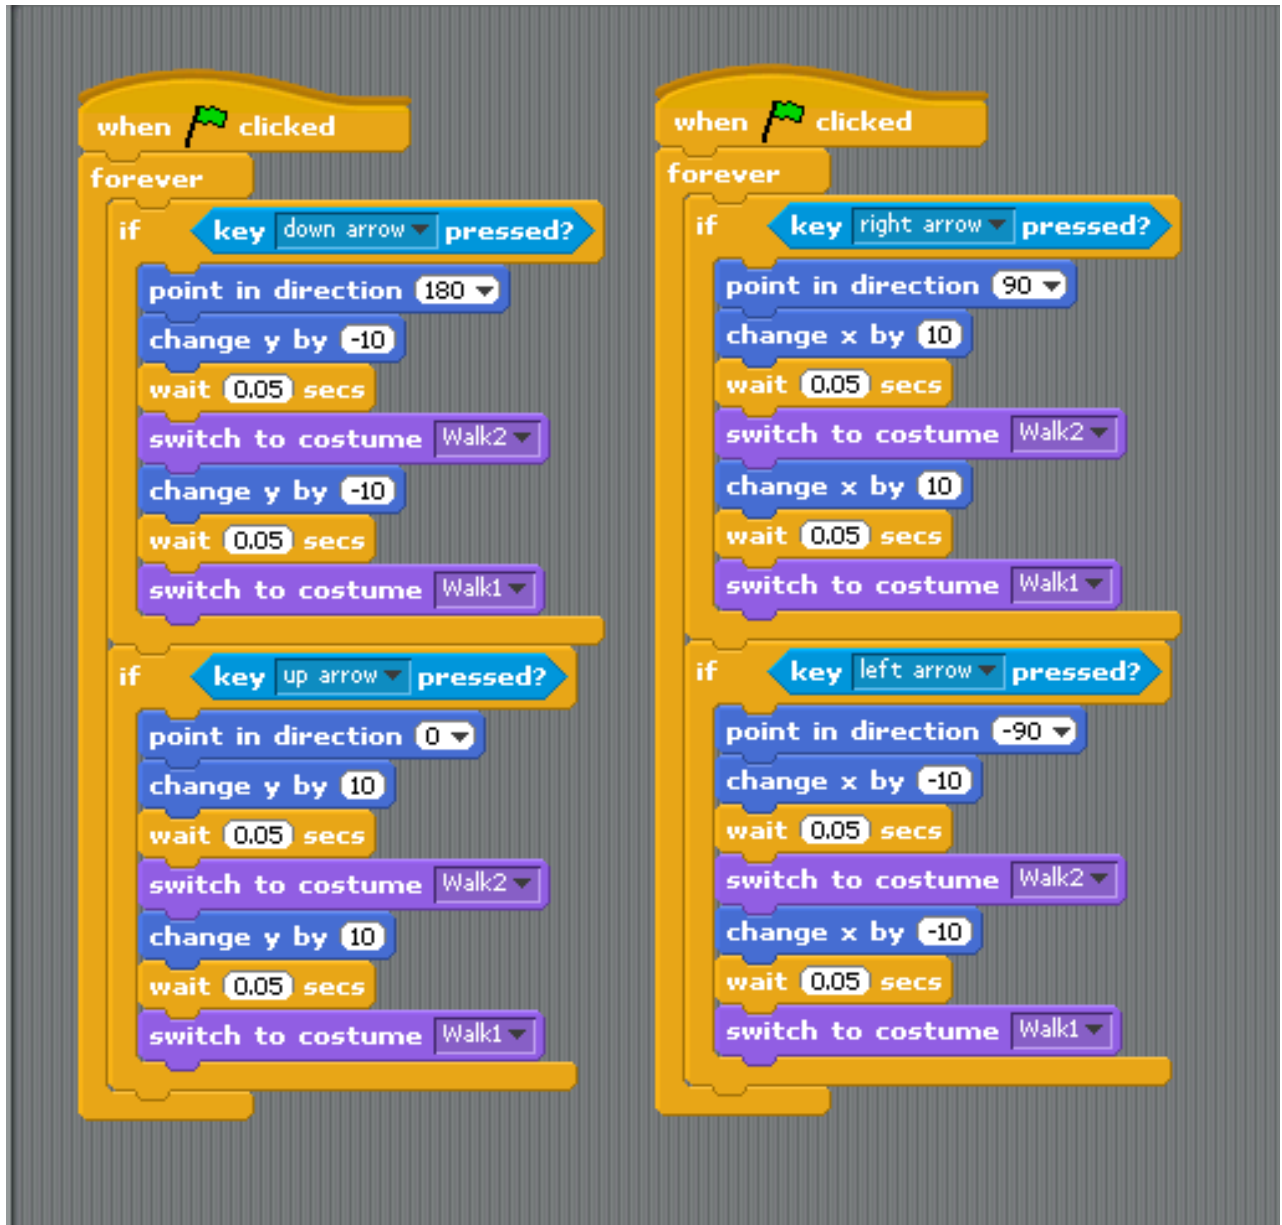 when clicked
forever
if key down arrow pressed?
point in direction 180
change y by -10
wait 0.05 secs
switch to costume Walk2
change y by -10
wait 0.05 secs
switch to costume Walk1
if key up arrow pressed?
point in direction 0
change y by 10
wait 0.05 secs
switch to costume Walk2
change y by 10
wait 0.05 secs
switch to costume Walk1
when clicked
forever
if key right arrow pressed?
point in direction 90
change x by 10
wait 0.05 secs
switch to costume Walk2
change x by 10
wait 0.05 secs
switch to costume Walk1
if key left arrow pressed?
point in direction -90
change x by -10
wait 0.05 secs
switch to costume Walk2
change x by -10
wait 0.05 secs
switch to costume Walk1